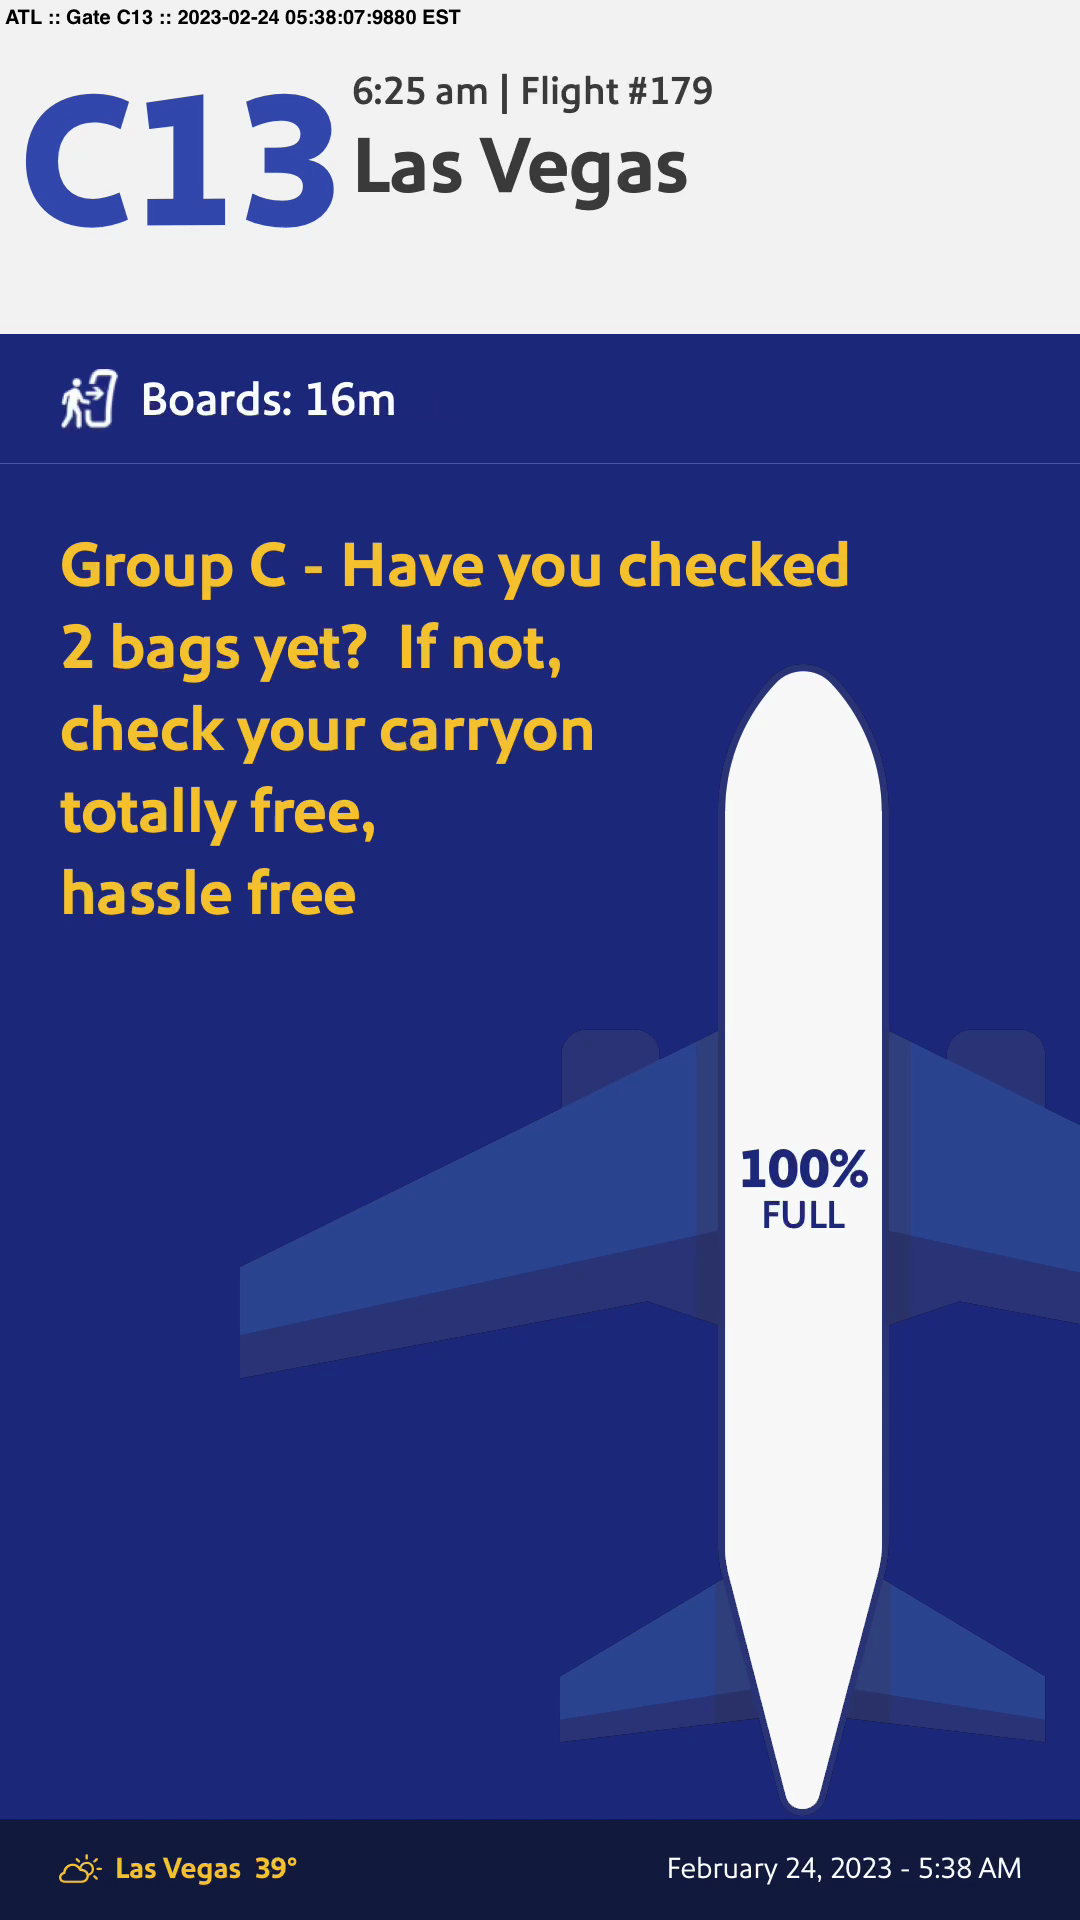 ATL :: Gate C13 :: 2023-02-24 05:38:07:9880 EST
C13
6:25 am | Flight #179
Las Vegas
Boards: 16m
Group C - Have you checked
2 bags yet?  If not,
check your carryon
totally free,
hassle free
100%
FULL
Las Vegas  39°
February 24, 2023 - 5:38 AM